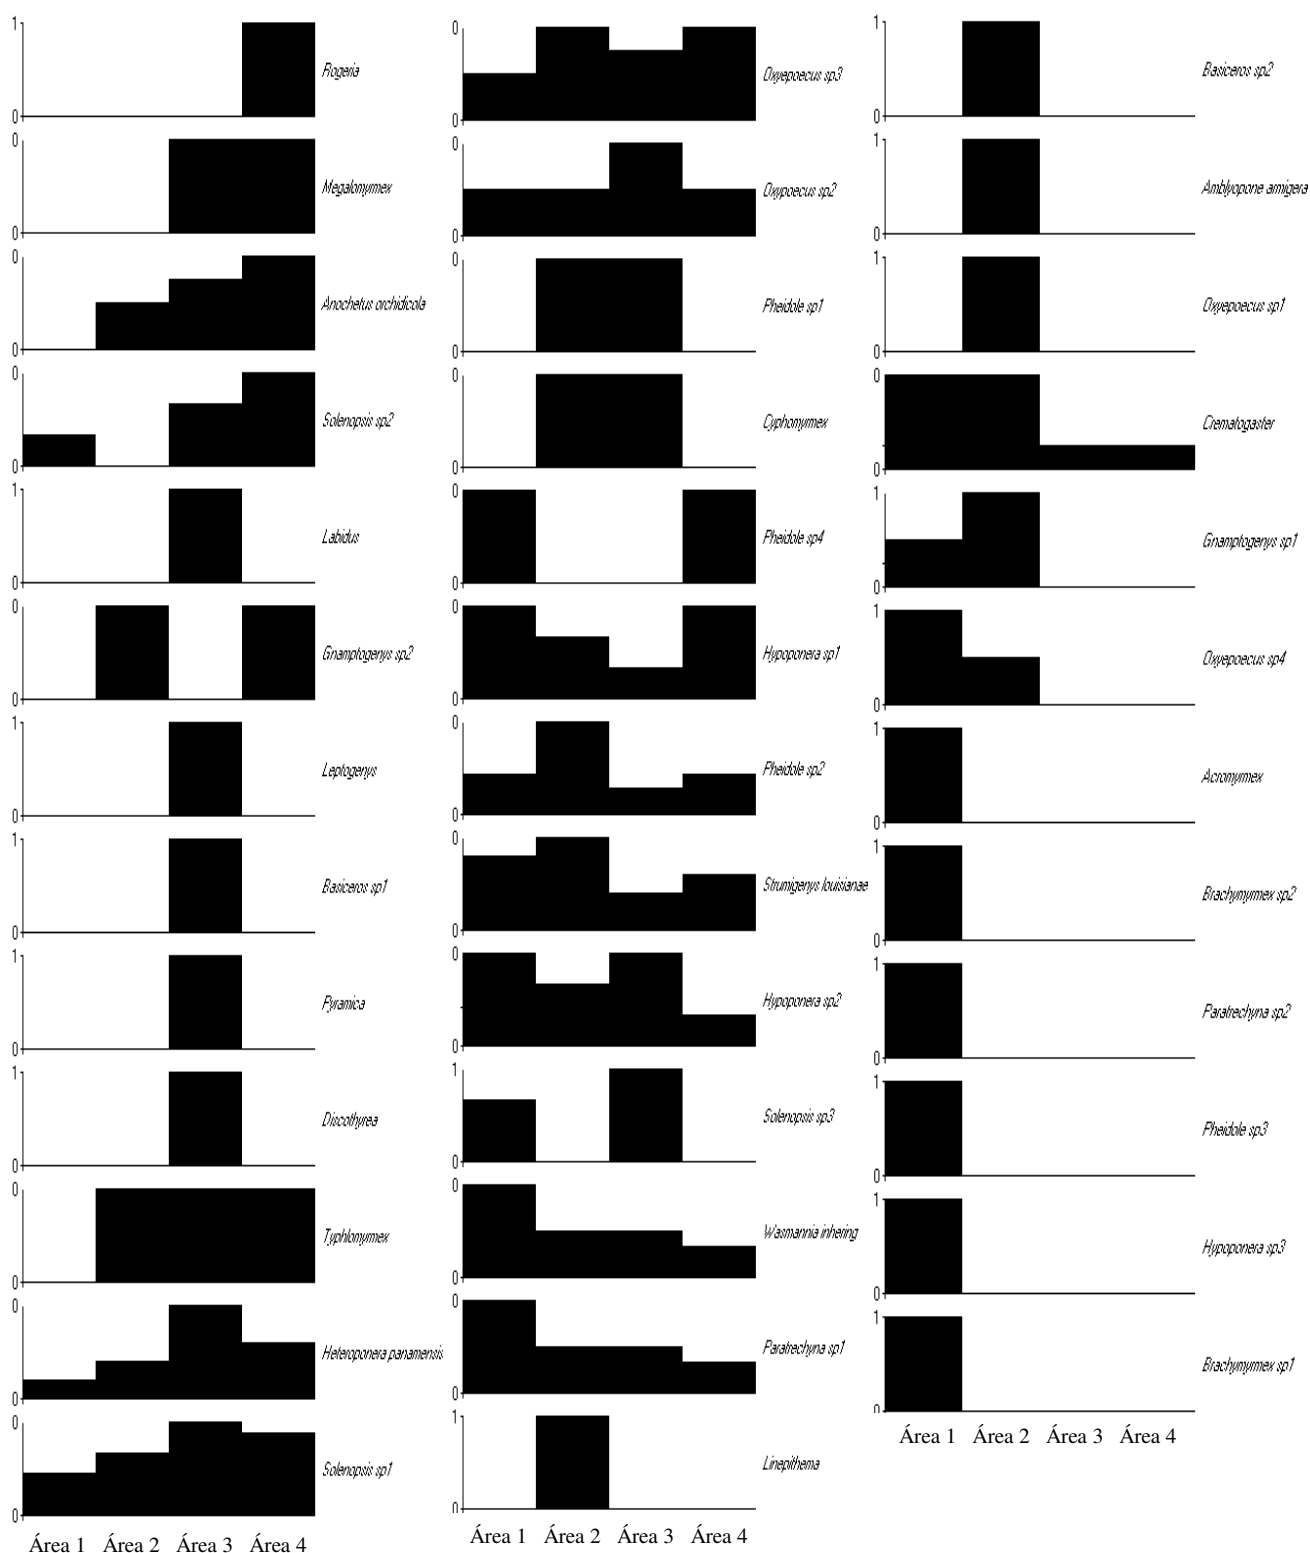 1
0
Rogeria
0
0
Megalomyrmex
0
0
Anochetus orchidicola
0
0
Solenopsis sp2
1
0
Labidus
0
0
Gnamptogenys sp2
1
0
Leptogenys
1
0
Basiceros sp1
1
0
Pyramica
1
0
Discothyrea
0
0
Typhlomyrmex
0
0
Heteroponera panamensis
0
0
Solenopsis sp1
Área 1 Área 2 Área 3 Área 4
0
0
Oxyepoecus sp3
0
0
Oxypoecus sp2
0
0
Pheidole sp1
0
0
Cyphomyrmex
0
0
Pheidole sp4
0
0
Hypoponera sp1
0
0
Pheidole sp2
0
0
Strumigenys louisianae
0
0
Hypoponera sp2
1
0
Solenopsis sp3
0
0
Wasmannia inhering
0
0
Paratrechyna sp1
1
0
Linepithema
Área 1 Área 2 Área 3 Área 4
1
0
Basiceros sp2
1
0
Amblyopone armigera
1
0
Oxyepoecus sp1
0
0
Crematogaster
1
0
Gnamptogenys sp1
1
0
Oxyepoecus sp4
1
0
Acromyrmex
1
0
Brachymyrmex sp2
1
0
Paratrechyna sp2
1
0
Pheidole sp3
1
0
Hypoponera sp3
1
0
Brachymyrmex sp1
Área 1 Área 2 Área 3 Área 4